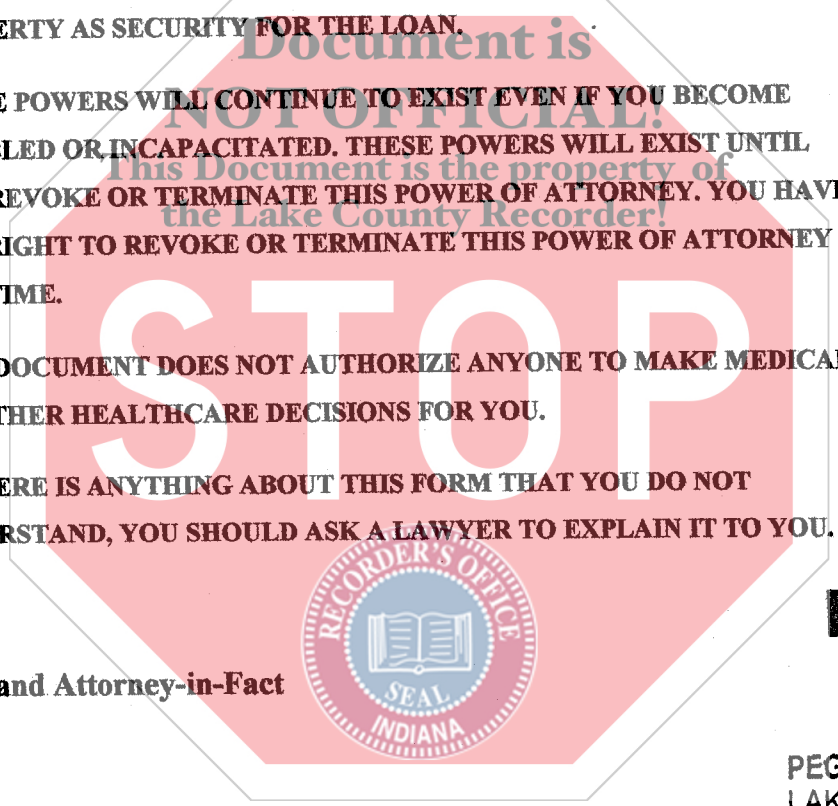 ERTY AS SECURITY FOR THE LOAN.
Document is
E POWERS WILL CONTINUE TO EXIST EVEN IF YOU BECOME
NOT OFFICIAL!
LED OR INCAPACITATED. THESE POWERS WILL EXIST UNTIL
This Document is the property of
REVOKE OR TERMINATE THIS POWER OF ATTORNEY. YOU HAVE
the Lake County Recorder!
IGHT TO REVOKE OR TERMINATE THIS POWER OF ATTORNEY
TIME.
STOP
DOCUMENT DOES NOT AUTHORIZE ANYONE TO MAKE MEDICAL
THER HEALTHCARE DECISIONS FOR YOU.
ERE IS ANYTHING ABOUT THIS FORM THAT YOU DO NOT
RSTAND, YOU SHOULD ASK A LAWYER TO EXPLAIN IT TO YOU.
RECORDER'S OFFICE
SEAL
INDIANA
and Attorney-in-Fact
PEG
LAK